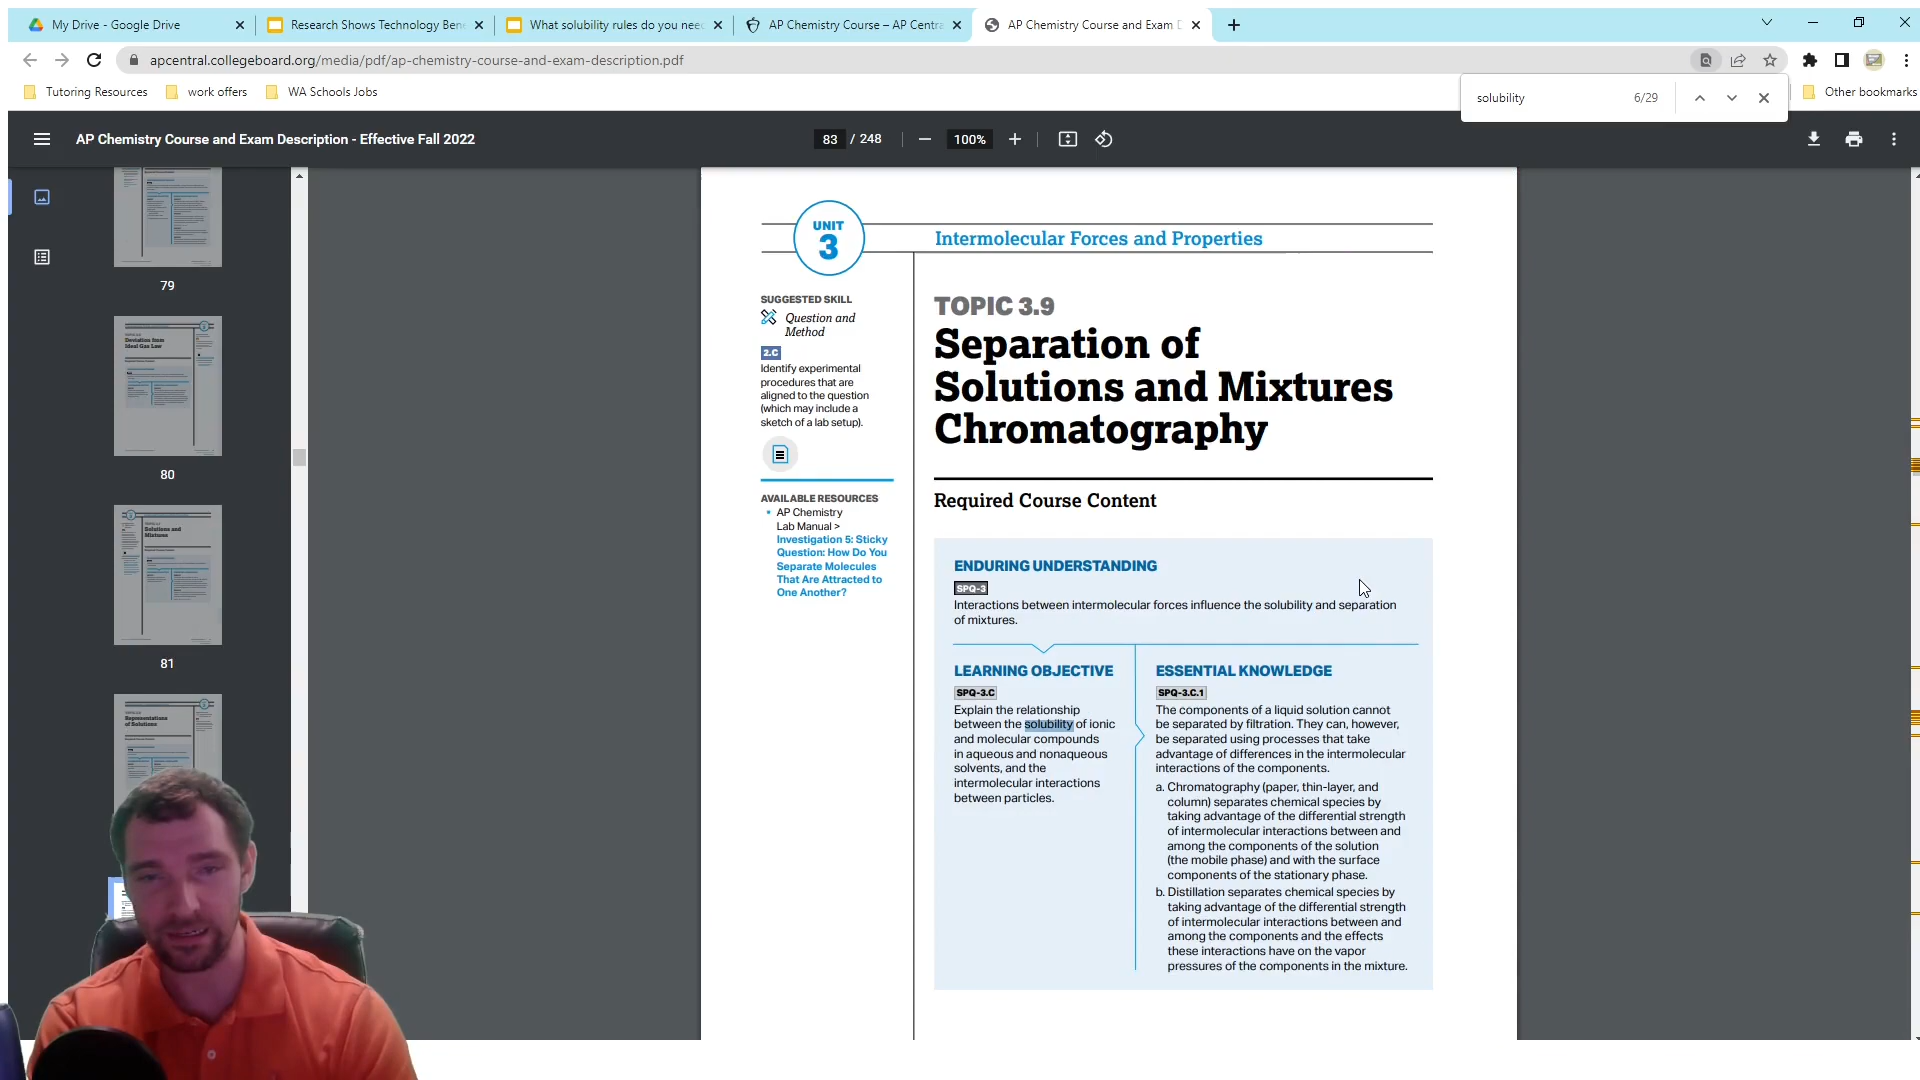 My Drive - Google Drive
Research Shows Technology Bene
What solubility rules do you need
AP Chemistry Course – AP Centra
AP Chemistry Course and Exam D
apcentral.collegeboard.org/media/pdf/ap-chemistry-course-and-exam-description.pdf
Tutoring Resources
work offers
WA Schools Jobs
solubility
6/29
Other bookmarks
AP Chemistry Course and Exam Description - Effective Fall 2022
83 / 248
100%
79
Deviation from
Ideal Gas Law
80
Solutions and
Mixtures
81
Representations
of Solutions
UNIT
3
Intermolecular Forces and Properties
SUGGESTED SKILL
Question and
Method
2.C
Identify experimental
procedures that are
aligned to the question
(which may include a
sketch of a lab setup).
AVAILABLE RESOURCES
▪ AP Chemistry
Lab Manual >
Investigation 5: Sticky
Question: How Do You
Separate Molecules
That Are Attracted to
One Another?
TOPIC 3.9
Separation of
Solutions and Mixtures
Chromatography
Required Course Content
ENDURING UNDERSTANDING
SPQ-3
Interactions between intermolecular forces influence the solubility and separation
of mixtures.
LEARNING OBJECTIVE
SPQ-3.C
Explain the relationship
between the solubility of ionic
and molecular compounds
in aqueous and nonaqueous
solvents, and the
intermolecular interactions
between particles.
ESSENTIAL KNOWLEDGE
SPQ-3.C.1
The components of a liquid solution cannot
be separated by filtration. They can, however,
be separated using processes that take
advantage of differences in the intermolecular
interactions of the components.
a. Chromatography (paper, thin-layer, and
column) separates chemical species by
taking advantage of the differential strength
of intermolecular interactions between and
among the components of the solution
(the mobile phase) and with the surface
components of the stationary phase.
b. Distillation separates chemical species by
taking advantage of the differential strength
of intermolecular interactions between and
among the components and the effects
these interactions have on the vapor
pressures of the components in the mixture.